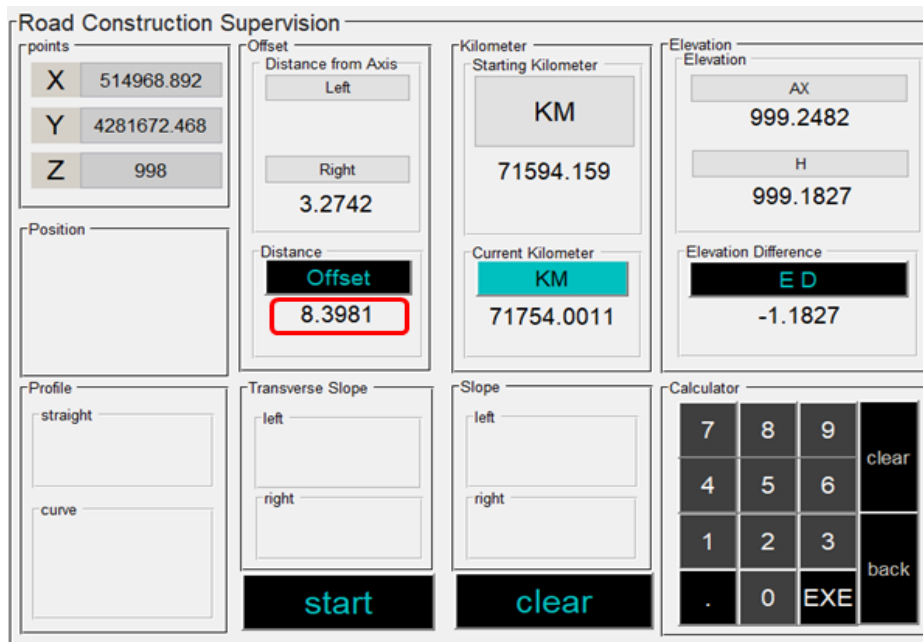 Road Construction Supervision
points
X 514968.892
Y 4281672.468
Z 998
Offset
Distance from Axis
Left
Right
3.2742
Kilometer
Starting Kilometer
KM
71594.159
Elevation
Elevation
AX
999.2482
H
999.1827
Position
Distance
Offset
8.3981
Current Kilometer
KM
71754.0011
Elevation Difference
E D
-1.1827
Profile
straight
curve
Transverse Slope
left
right
Slope
left
right
Calculator
7 8 9 clear
4 5 6
1 2 3 back
. 0 EXE
start
clear